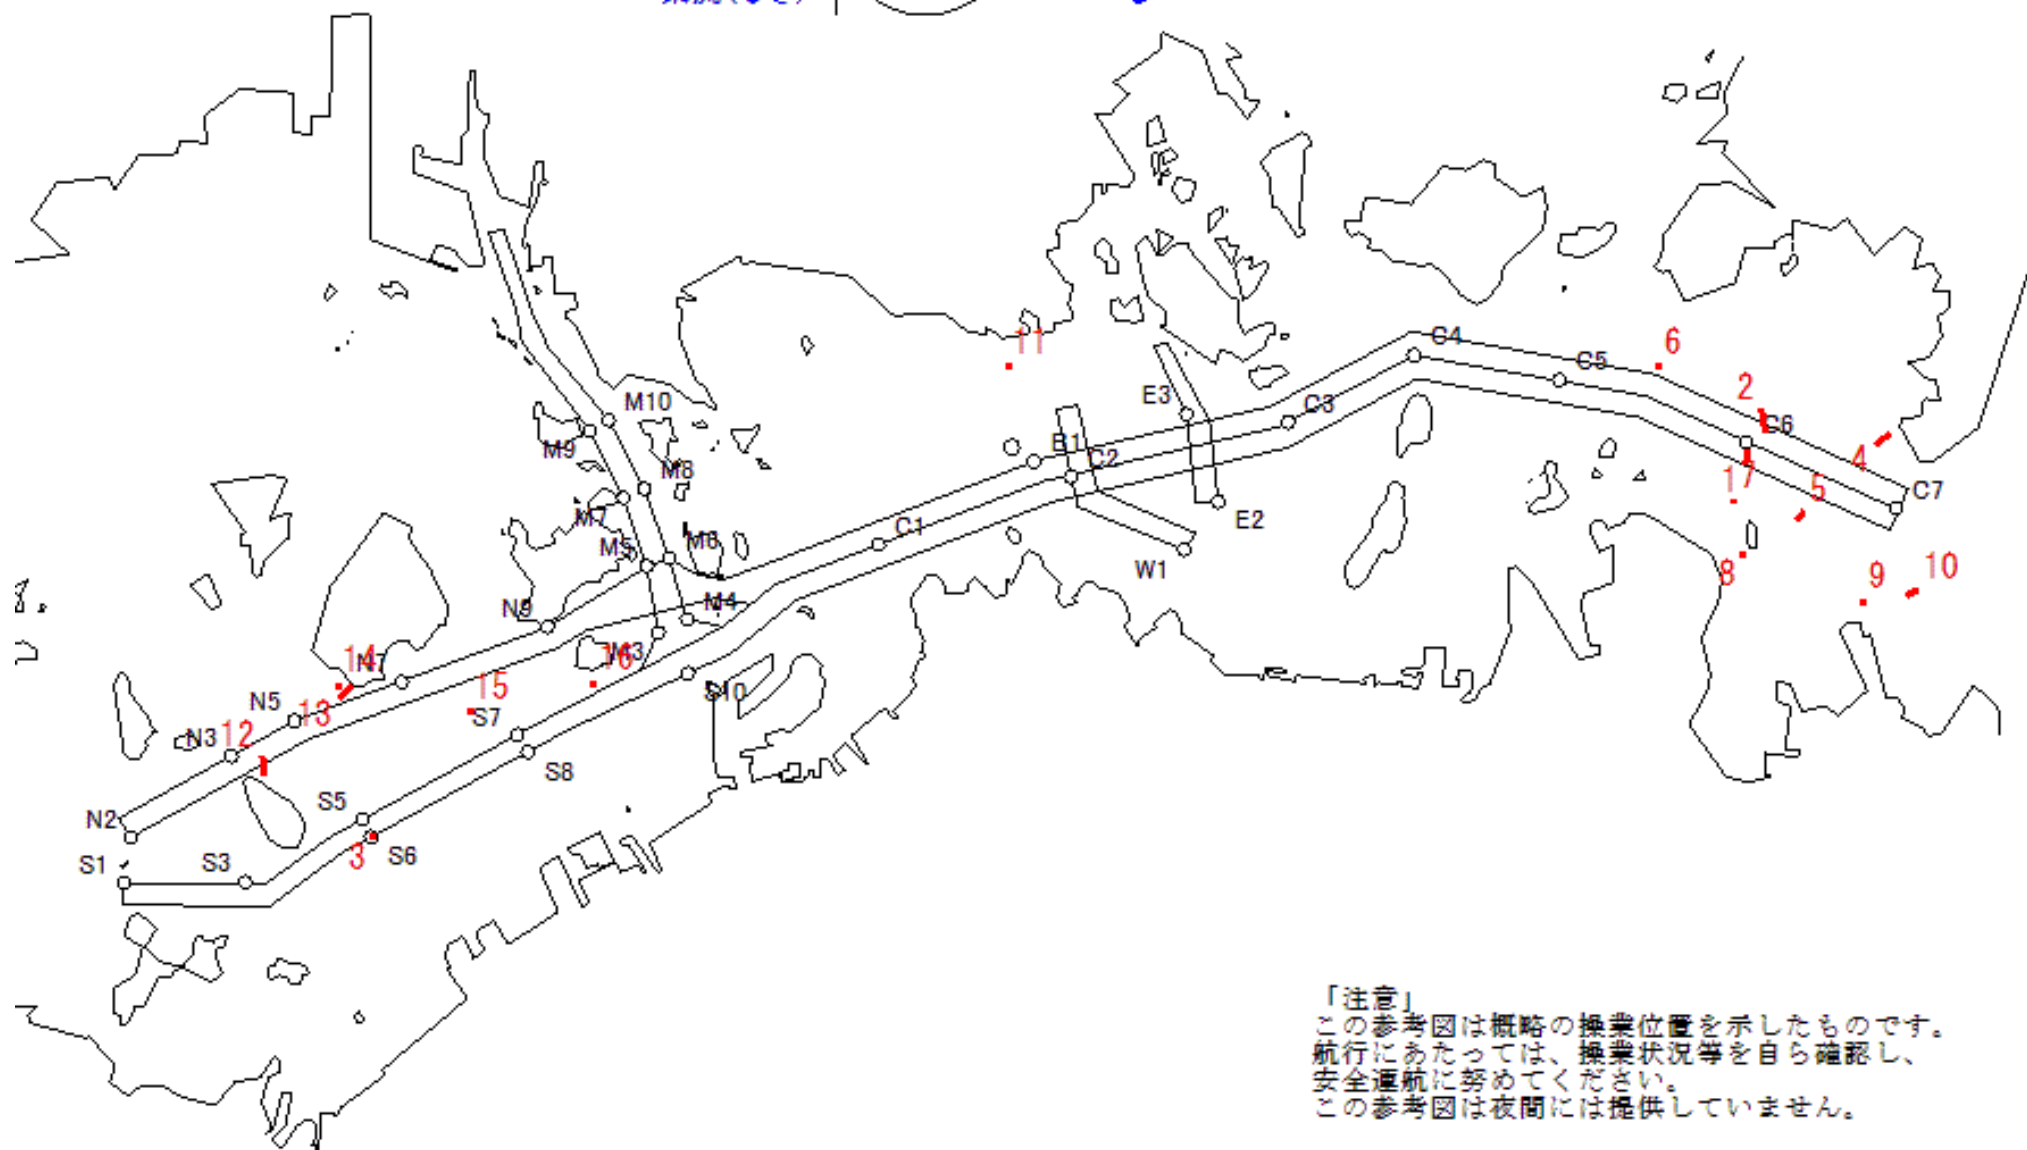 C4
6
11
C5
2
E3
M10
C6
B1
C3
M9
C2
4
M8
17
5
C7
M7
E2
C1
M5
M6
W1
8
9
10
N9
M4
14
N7
M3
16
15
S10
N5
13
S7
N3
12
S8
N2
S5
3
S6
S1
S3
「注意」
この参考図は概略の操業位置を示したものです。
航行にあたっては、操業状況等を自ら確認し、
安全運航に努めてください。
この参考図は夜間には提供していません。